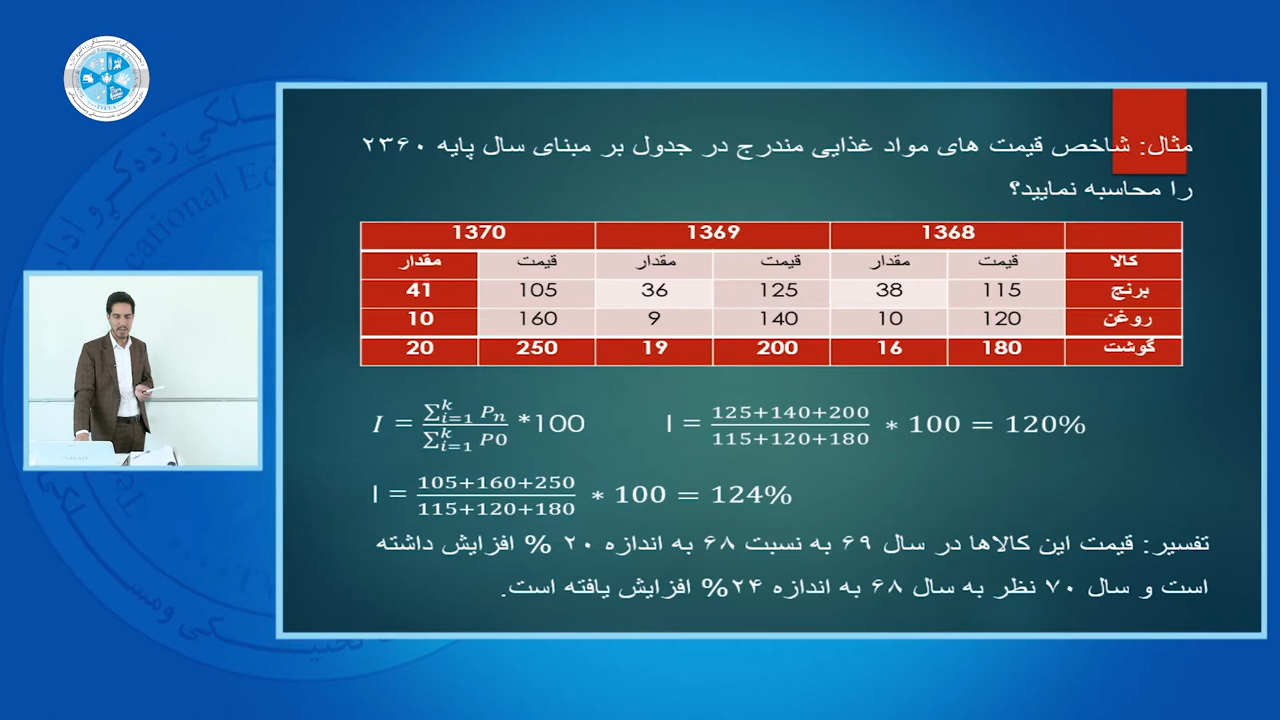 مثال: شاخص قیمت های مواد غذایی مندرج در جدول بر مبنای سال پایه ۲۳۶۰
را محاسبه نمایید؟
1368 1369 1370
کالا قیمت مقدار قیمت مقدار قیمت مقدار
برنج 115 38 125 36 105 41
روغن 120 10 140 9 160 10
گوشت 180 16 200 19 250 20
I = \frac{∑_{i=1}^{k} P_n}{∑_{i=1}^{k} P0} *100
I = \frac{125+140+200}{115+120+180} * 100 = 120%
I = \frac{105+160+250}{115+120+180} * 100 = 124%
تفسیر: قیمت این کالاها در سال ۶۹ به نسبت ۶۸ به اندازه ۲۰ % افزایش داشته
است و سال ۷۰ نظر به سال ۶۸ به اندازه ۲۴% افزایش یافته است.